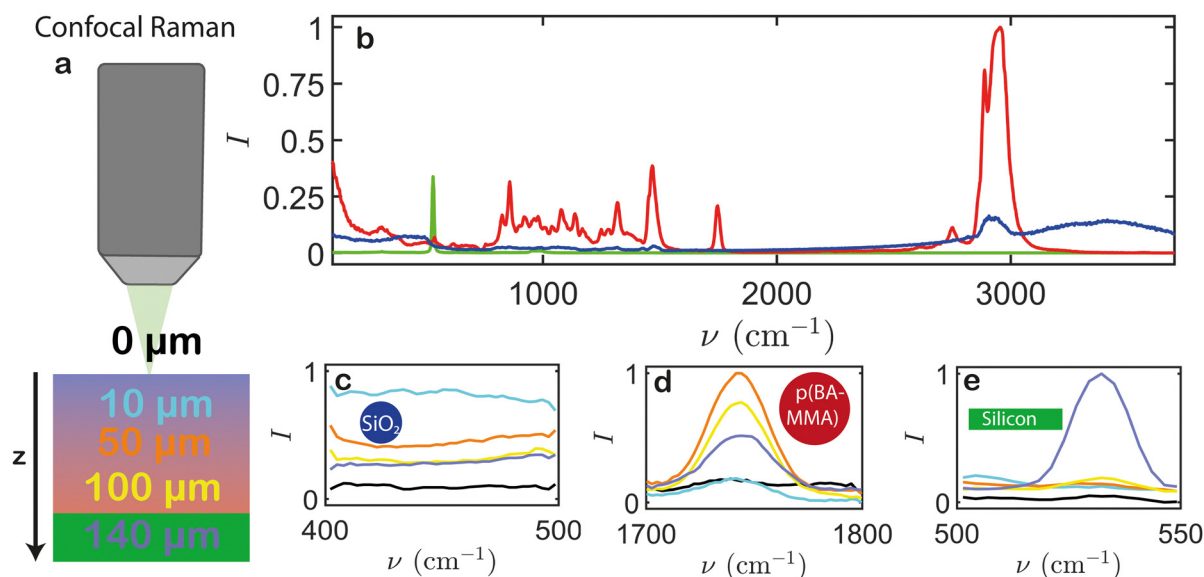 Confocal Raman
a
0 µm
10 µm
50 µm
100 µm
140 µm
z
b
1
0.75
0.5
0.25
0
I
1000
2000
3000
ν (cm⁻¹)
c
1
0
I
SiO₂
400
500
ν (cm⁻¹)
d
1
0
I
p(BA-
MMA)
1700
1800
ν (cm⁻¹)
e
1
0
I
Silicon
500
550
ν (cm⁻¹)